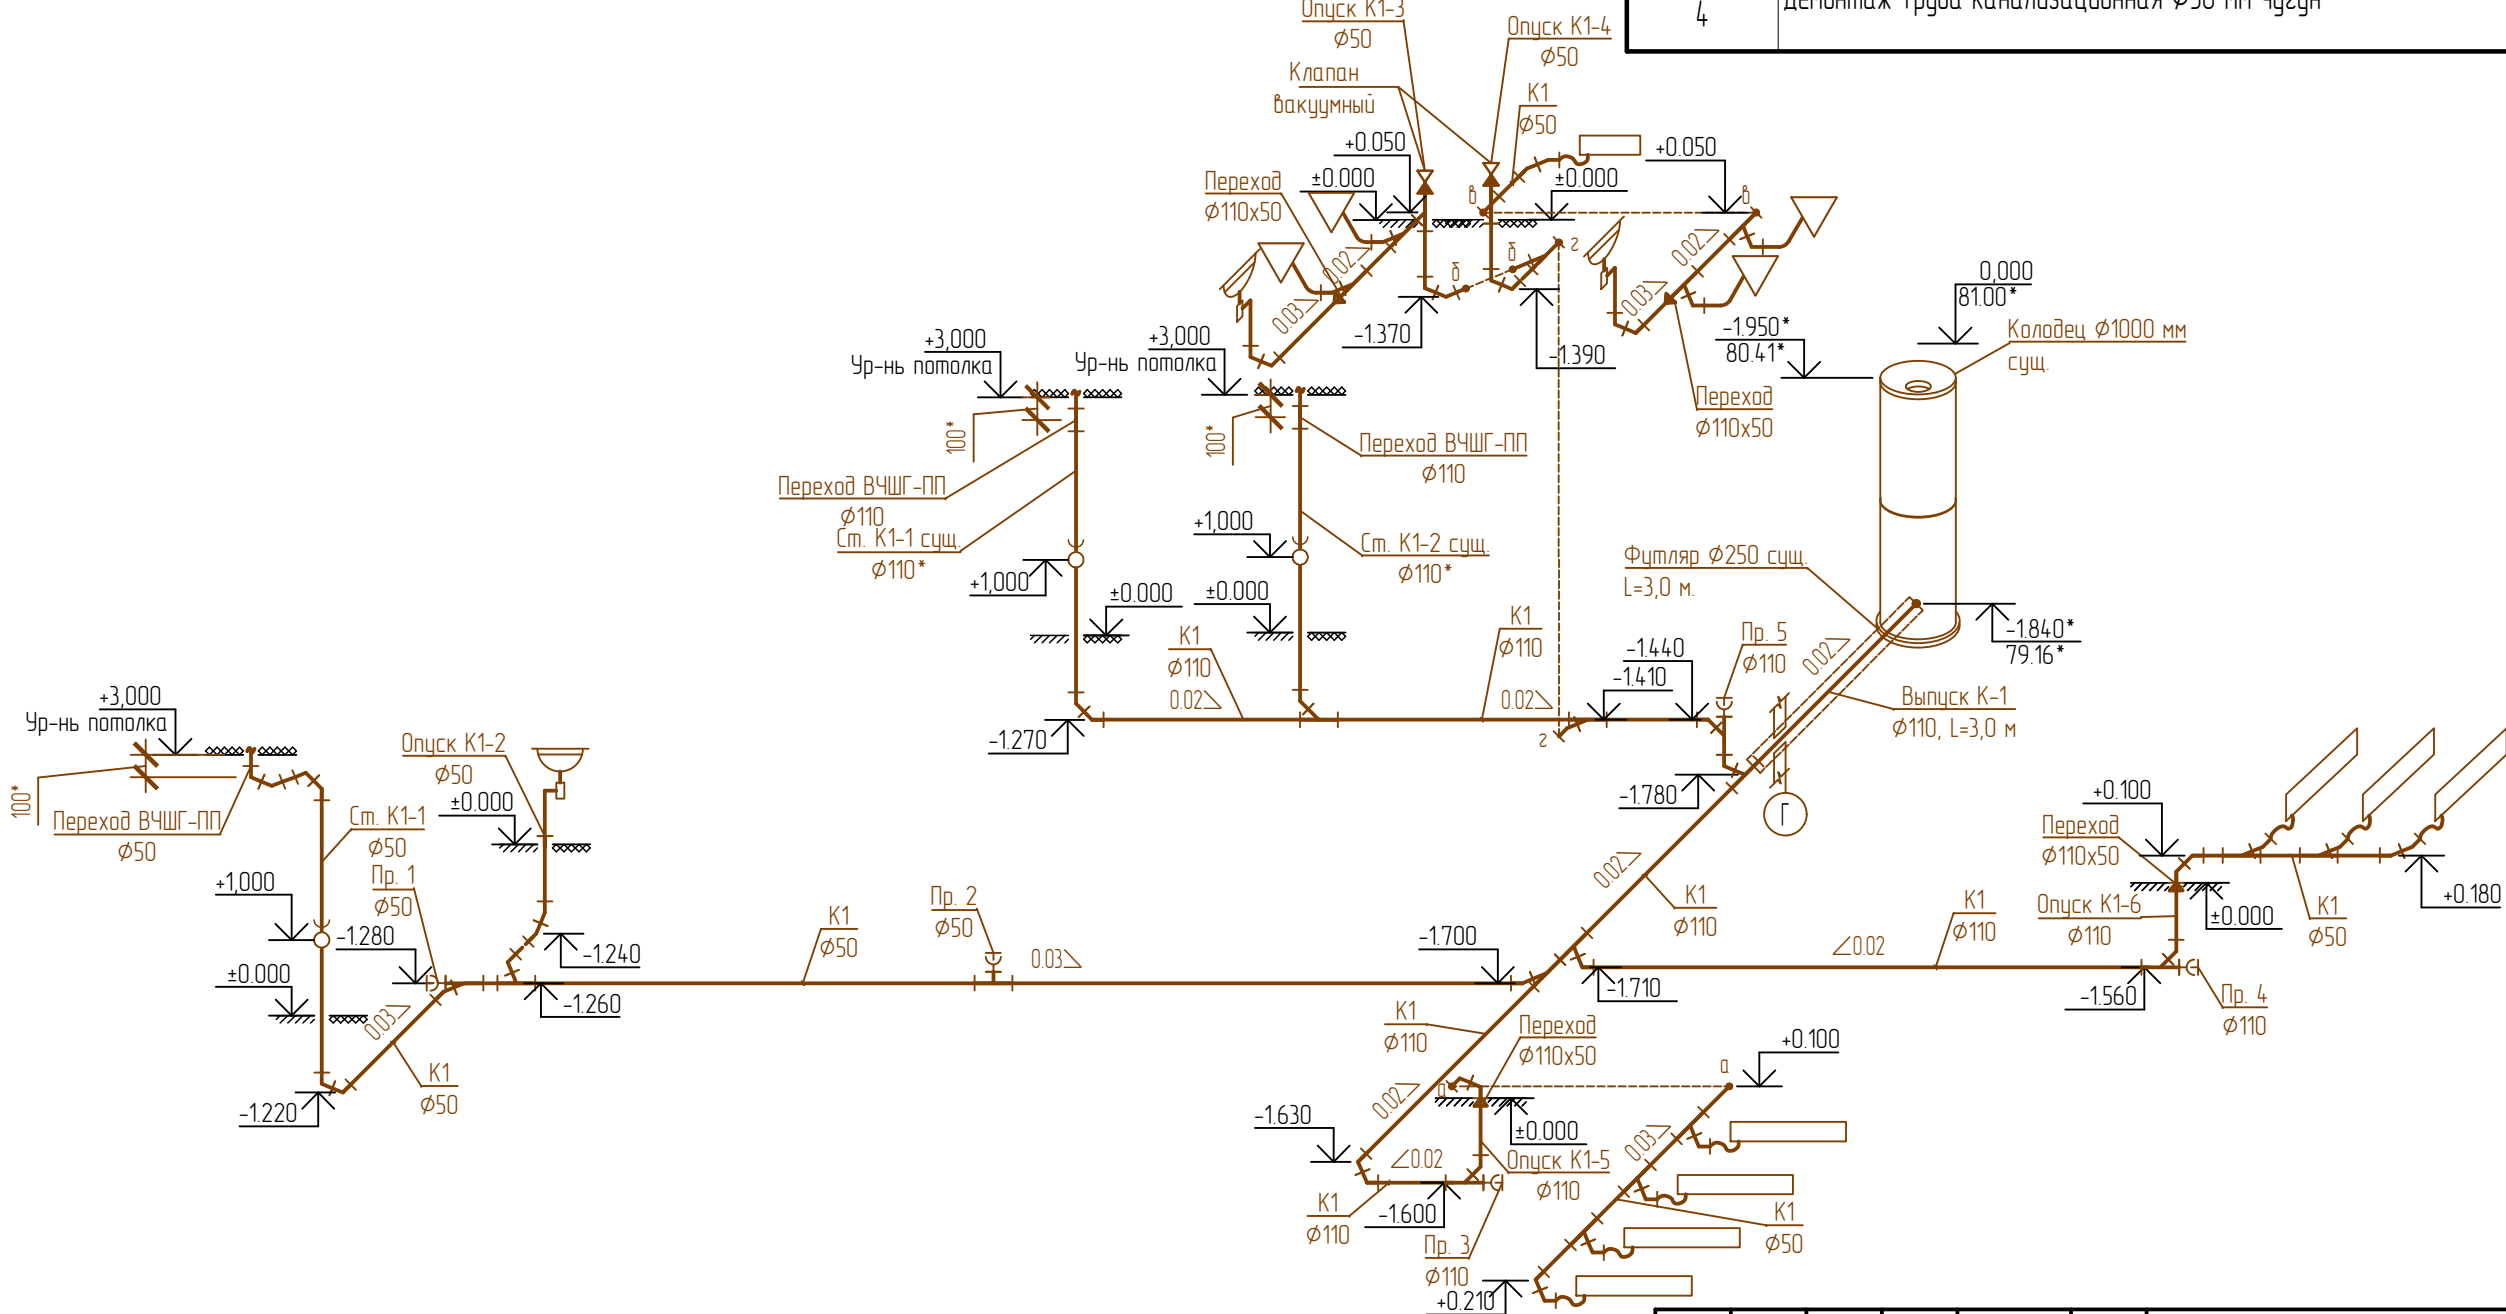 Опуск К1-3
Ø50
Опуск К1-4
Ø50
4
Демонтаж Труба канализационная Ø50 мм чугун
Клапан
вакуумный
К1
Ø50
+0.050
±0.000
±0.000
+0.050
Переход
Ø110х50
в
в
0.02
0.03
б
б
г
-1.370
-1.390
0.02
0.03
0,000
81.00*
-1.950*
80.41*
Колодец Ø1000 мм
сущ.
Переход
Ø110х50
+3,000
Ур-нь потолка
+3,000
Ур-нь потолка
100*
100*
Переход ВЧШГ-ПП
Ø110
Переход ВЧШГ-ПП
Ø110
Ст. К1-1 сущ.
Ø110*
+1,000
±0.000
+1,000
Ст. К1-2 сущ.
Ø110*
±0.000
Футляр Ø250 сущ.
L=3,0 м.
-1.840*
79.16*
К1
Ø110
0.02
К1
Ø110
0.02
-1.440
-1.410
Пр. 5
Ø110
0.02
Выпуск К-1
Ø110, L=3,0 м
-1.270
г
-1.780
Г
+3,000
Ур-нь потолка
100*
Переход ВЧШГ-ПП
Ø50
Опуск К1-2
Ø50
±0.000
Ст. К1-1
Ø50
Пр. 1
Ø50
+1,000
-1.280
±0.000
-1.240
-1.260
0.03
К1
Ø50
-1.220
К1
Ø50
Пр. 2
Ø50
0.03
-1.700
0.02
К1
Ø110
-1.710
К1
Ø110
0.02
+0.100
Переход
Ø110х50
Опуск К1-6
Ø110
±0.000
К1
Ø50
+0.180
-1.560
Пр. 4
Ø110
К1
Ø110
Переход
Ø110х50
+0.100
а
а
0.02
-1.630
±0.000
0.02
Опуск К1-5
Ø110
К1
Ø110
-1.600
Пр. 3
Ø110
0.03
К1
Ø50
+0.210